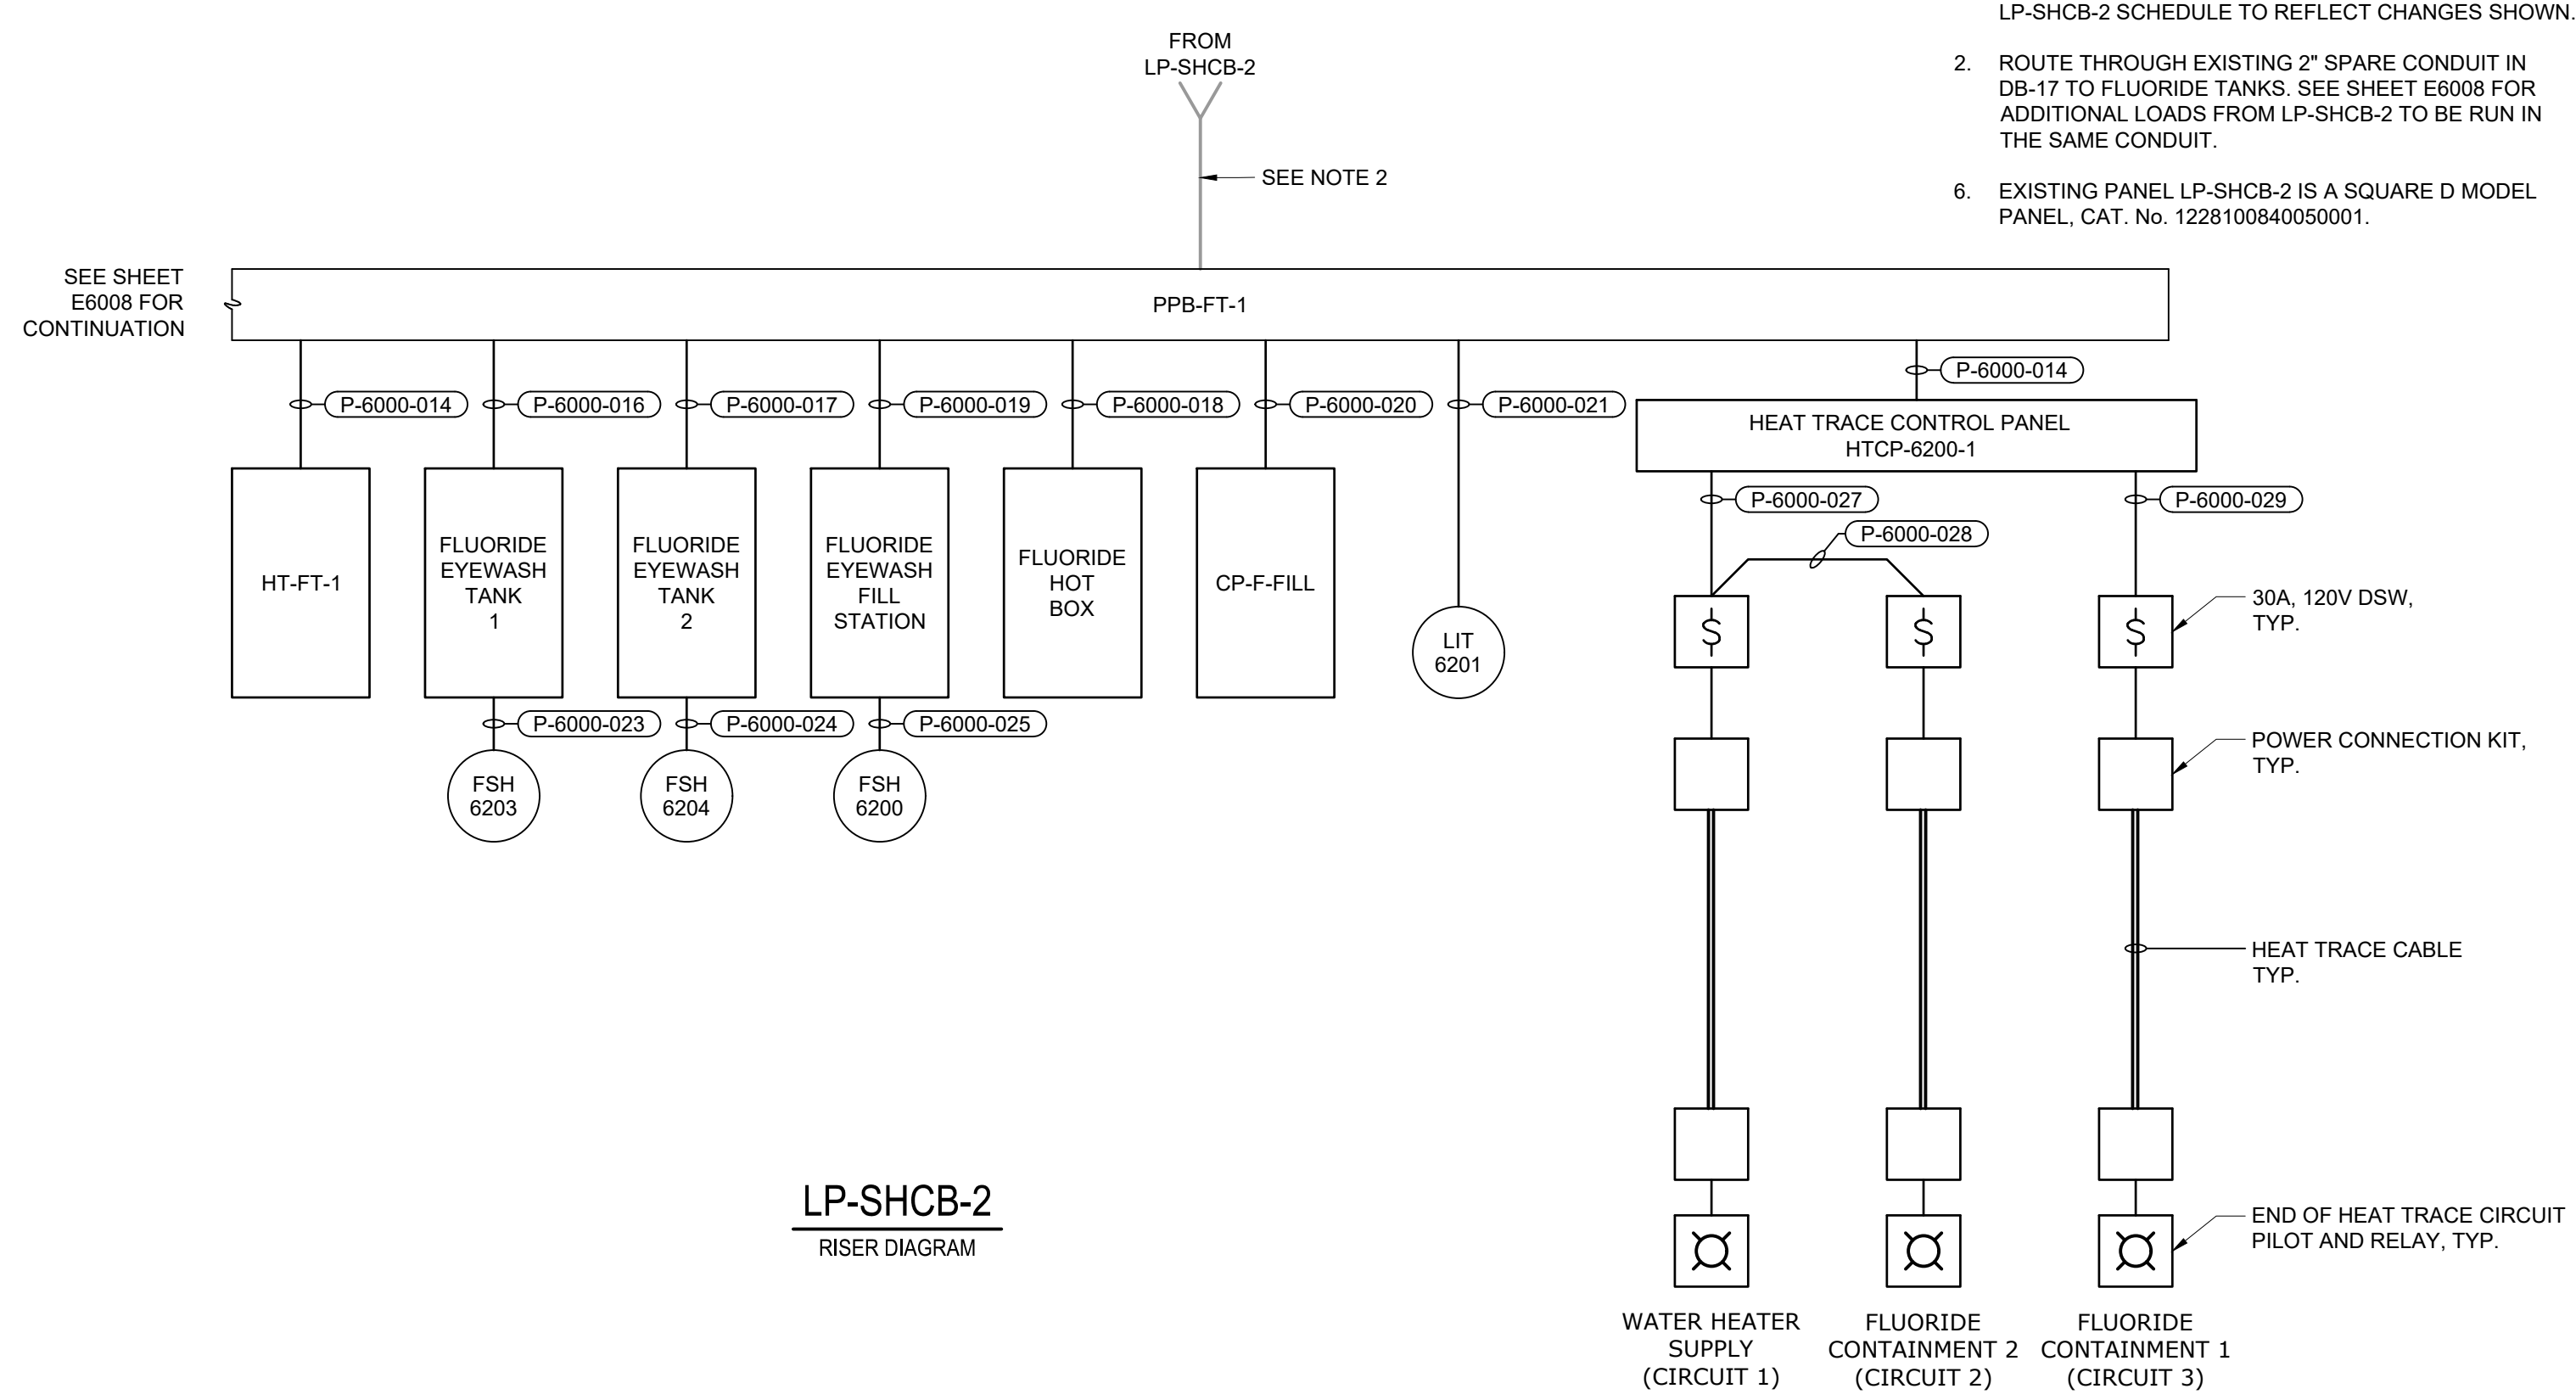 LP-SHCB-2 SCHEDULE TO REFLECT CHANGES SHOWN.
2. ROUTE THROUGH EXISTING 2" SPARE CONDUIT IN
DB-17 TO FLUORIDE TANKS. SEE SHEET E6008 FOR
ADDITIONAL LOADS FROM LP-SHCB-2 TO BE RUN IN
THE SAME CONDUIT.
6. EXISTING PANEL LP-SHCB-2 IS A SQUARE D MODEL
PANEL, CAT. No. 1228100840050001.
FROM
LP-SHCB-2
SEE NOTE 2
SEE SHEET
E6008 FOR
CONTINUATION
PPB-FT-1
P-6000-014
P-6000-016
P-6000-017
P-6000-019
P-6000-018
P-6000-020
P-6000-021
P-6000-014
HEAT TRACE CONTROL PANEL
HTCP-6200-1
HT-FT-1
FLUORIDE
EYEWASH
TANK
1
FLUORIDE
EYEWASH
TANK
2
FLUORIDE
EYEWASH
FILL
STATION
FLUORIDE
HOT
BOX
CP-F-FILL
LIT
6201
P-6000-027
P-6000-028
P-6000-029
30A, 120V DSW,
TYP.
P-6000-023
P-6000-024
P-6000-025
FSH
6203
FSH
6204
FSH
6200
POWER CONNECTION KIT,
TYP.
HEAT TRACE CABLE
TYP.
END OF HEAT TRACE CIRCUIT
PILOT AND RELAY, TYP.
WATER HEATER
SUPPLY
(CIRCUIT 1)
FLUORIDE
CONTAINMENT 2
(CIRCUIT 2)
FLUORIDE
CONTAINMENT 1
(CIRCUIT 3)
LP-SHCB-2
RISER DIAGRAM